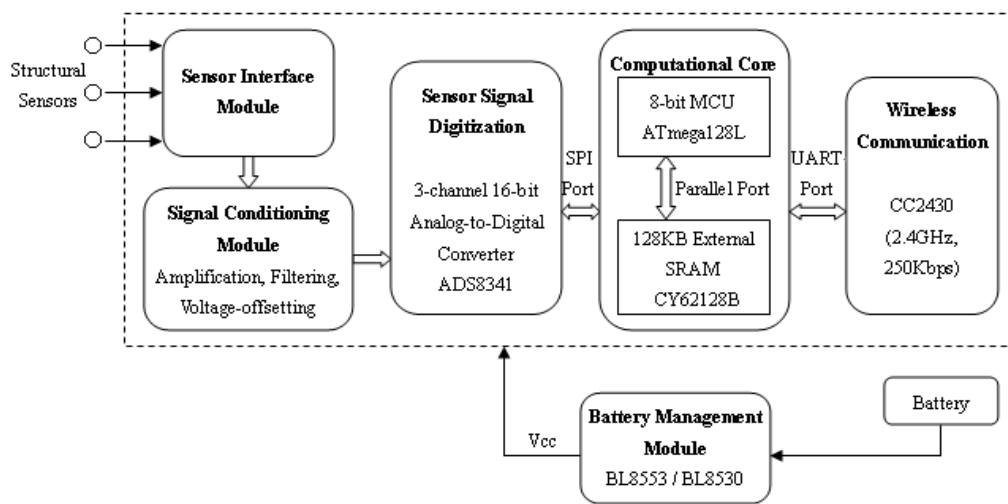 Structural
Sensors
Sensor Interface
Module
Signal Conditioning
Module
Amplification, Filtering,
Voltage-offsetting
Sensor Signal
Digitization
3-channel 16-bit
Analog-to-Digital
Converter
ADS8341
SPI
Port
Computational Core
8-bit MCU
ATmega128L
Parallel Port
128KB External
SRAM
CY62128B
UART
Port
Wireless
Communication
CC2430
(2.4GHz,
250Kbps)
Vcc
Battery Management
Module
BL8553 / BL8530
Battery